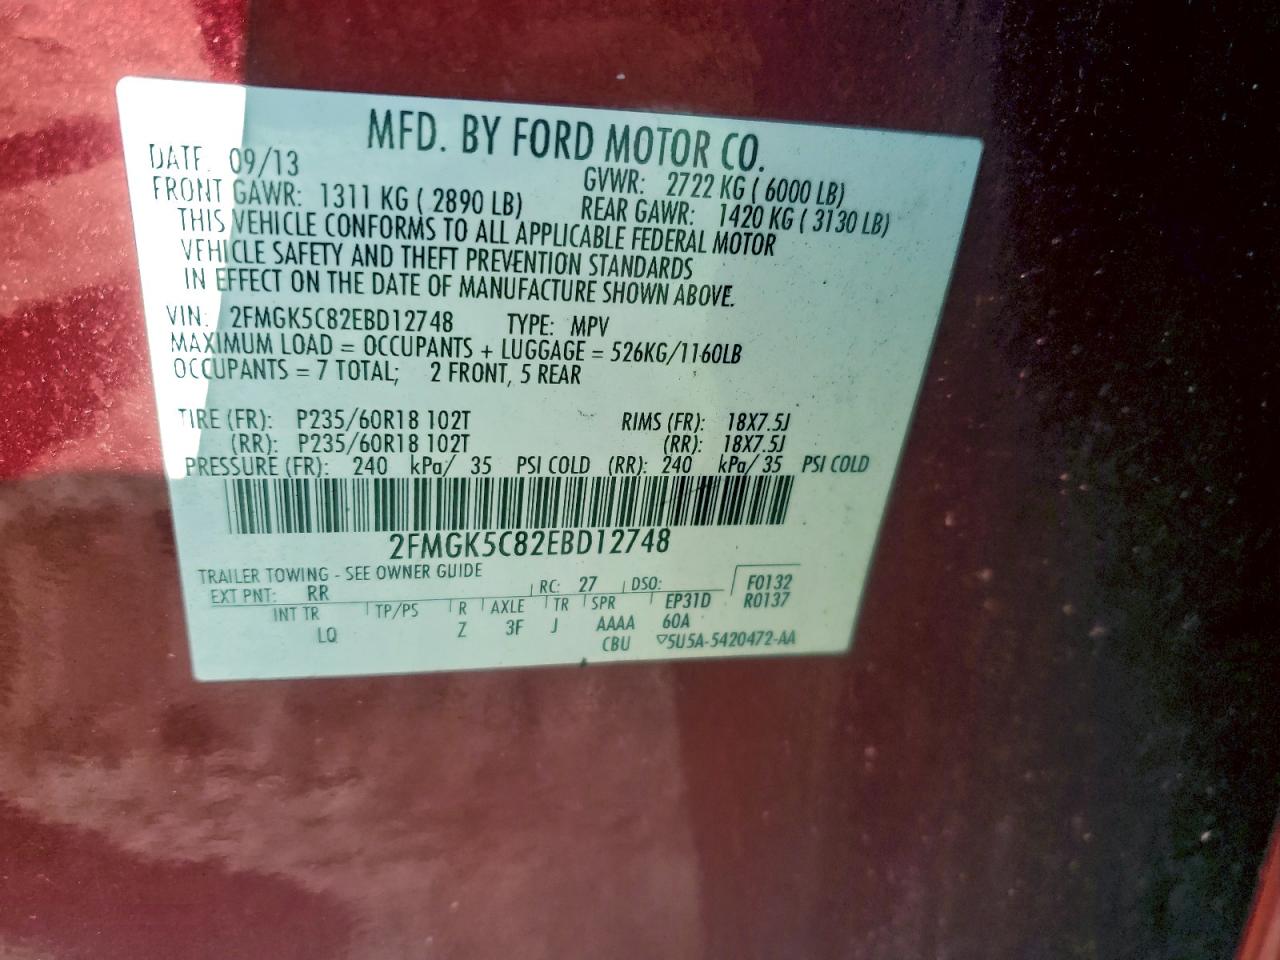 MFD. BY FORD MOTOR CO.
DATE: 09/13 GVWR: 2722 KG ( 6000 LB)
FRONT GAWR: 1311 KG ( 2890 LB) REAR GAWR: 1420 KG ( 3130 LB)
THIS VEHICLE CONFORMS TO ALL APPLICABLE FEDERAL MOTOR
VEHICLE SAFETY AND THEFT PREVENTION STANDARDS
IN EFFECT ON THE DATE OF MANUFACTURE SHOWN ABOVE.
VIN: 2FMGK5C82EBD12748 TYPE: MPV
MAXIMUM LOAD = OCCUPANTS + LUGGAGE = 526KG/1160LB
OCCUPANTS = 7 TOTAL; 2 FRONT, 5 REAR
TIRE (FR): P235/60R18 102T RIMS (FR): 18X7.5J
(RR): P235/60R18 102T (RR): 18X7.5J
PRESSURE (FR): 240 kPa/ 35 PSI COLD (RR): 240 kPa/ 35 PSI COLD
2FMGK5C82EBD12748
TRAILER TOWING - SEE OWNER GUIDE
EXT PNT: RR RC: 27 DSO: F0132
INT TR TP/PS R AXLE TR SPR EP31D R0137
LQ Z 3F J AAAA 60A
CBU ▽5U5A-5420472-AA